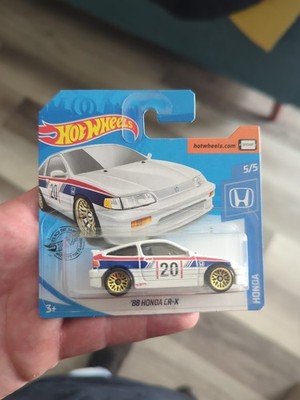 HOT WHEELS
hotwheels.com
5/5
20
20
HONDA
'88 HONDA CR-X
3+